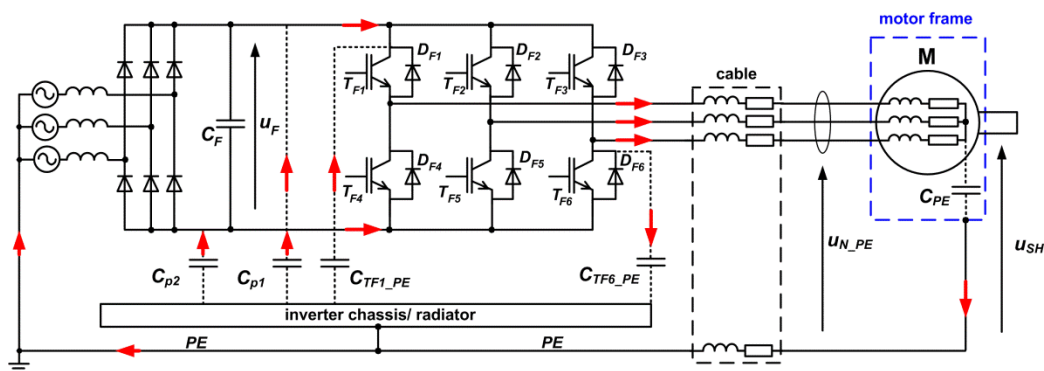 motor frame
M
D_F1
D_F2
D_F3
T_F1
T_F2
T_F3
cable
C_F
u_F
D_F4
D_F5
D_F6
T_F4
T_F5
T_F6
C_PE
u_N_PE
u_SH
C_p2
C_p1
C_TF1_PE
C_TF6_PE
inverter chassis/ radiator
PE
PE